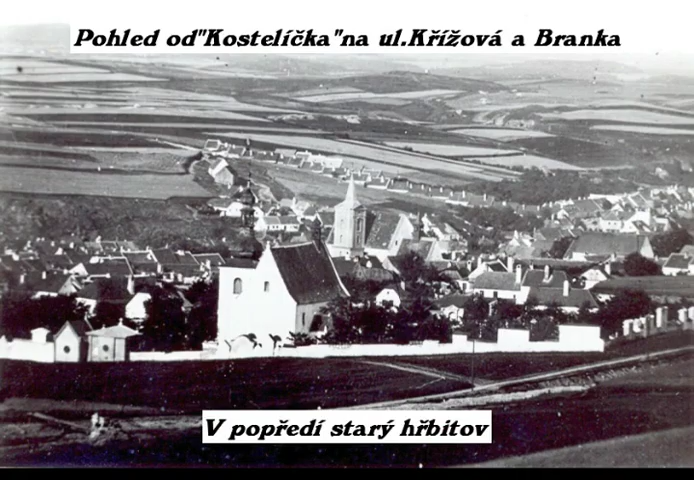 Pohled od"Kostelíčka"na ul.Křížová a Branka
V popředí starý hřbitov